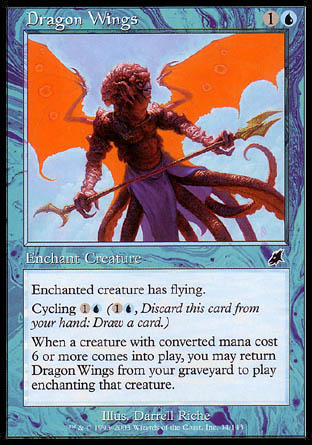 Dragon Wings 1
Enchant Creature
Enchanted creature has flying.
Cycling 1 (1, Discard this card from
your hand: Draw a card.)
When a creature with converted mana cost
6 or more comes into play, you may return
Dragon Wings from your graveyard to play
enchanting that creature.
Illus. Darrell Riche
™ & © 1993-2003 Wizards of the Coast, Inc. 34/143